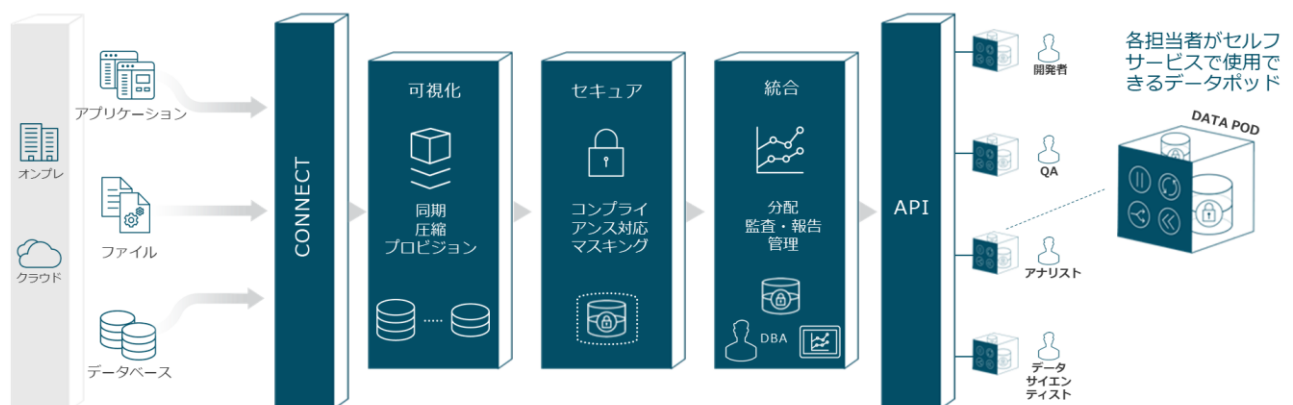 オンプレ
クラウド
アプリケーション
ファイル
データベース
CONNECT
可視化
同期
圧縮
プロビジョン
セキュア
コンプライ
アンス対応
マスキング
統合
分配
監査・報告
管理
DBA
API
開発者
QA
アナリスト
データ
サイエン
ティスト
各担当者がセルフ
サービスで使用で
きるデータポッド
DATA POD